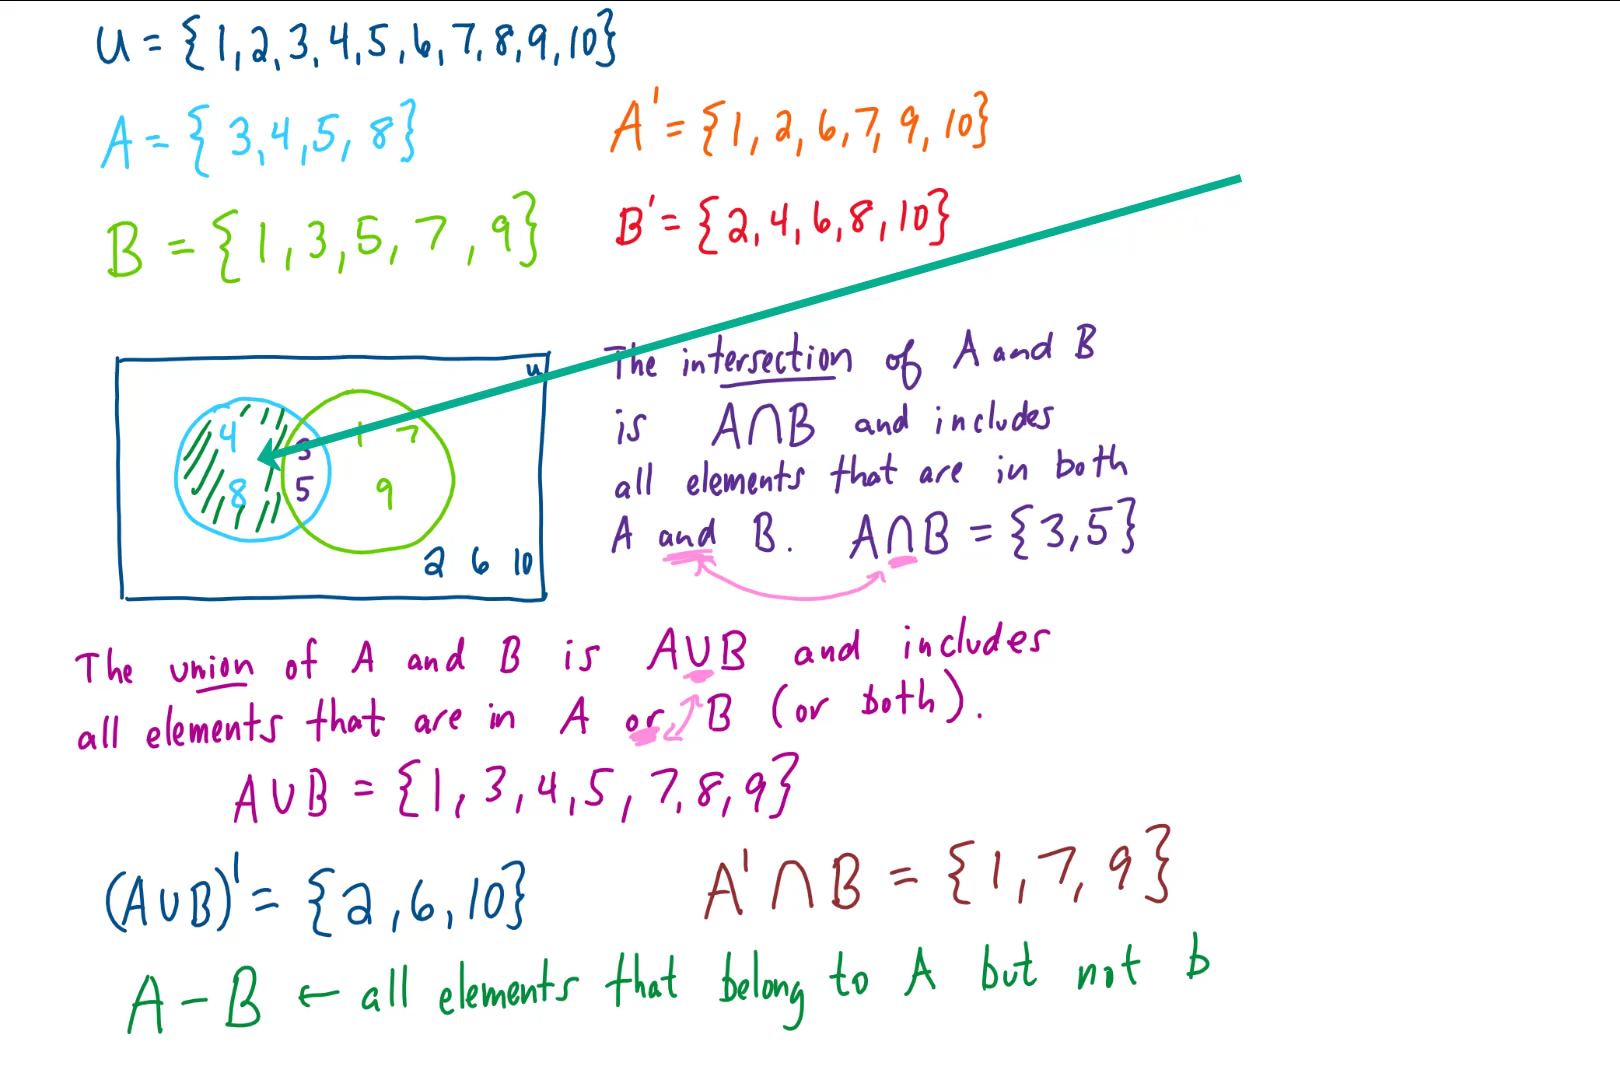 U = {1,2,3,4,5,6,7,8,9,10}
A = {3,4,5,8}
A' = {1,2,6,7,9,10}
B = {1,3,5,7,9}
B' = {2,4,6,8,10}
U
4 3 1 7
8 5 9
2 6 10
The intersection of A and B
is A∩B and includes
all elements that are in both
A and B. A∩B = {3,5}
The union of A and B is A∪B and includes
all elements that are in A or B (or both).
A∪B = {1,3,4,5,7,8,9}
(A∪B)' = {2,6,10}
A'∩B = {1,7,9}
A-B ← all elements that belong to A but not b